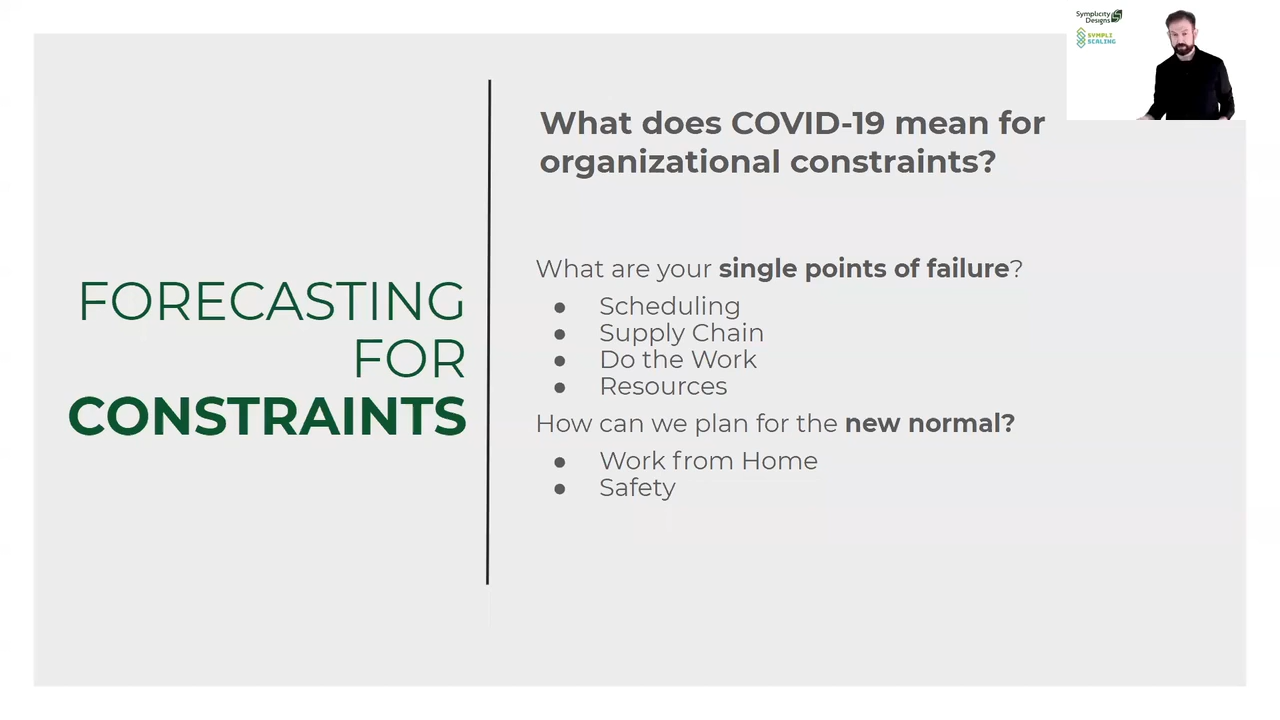 Symplicity
Designs
SYMPLI
SCALING
FORECASTING
FOR
CONSTRAINTS
What does COVID-19 mean for
organizational constraints?
What are your single points of failure?
● Scheduling
● Supply Chain
● Do the Work
● Resources
How can we plan for the new normal?
● Work from Home
● Safety